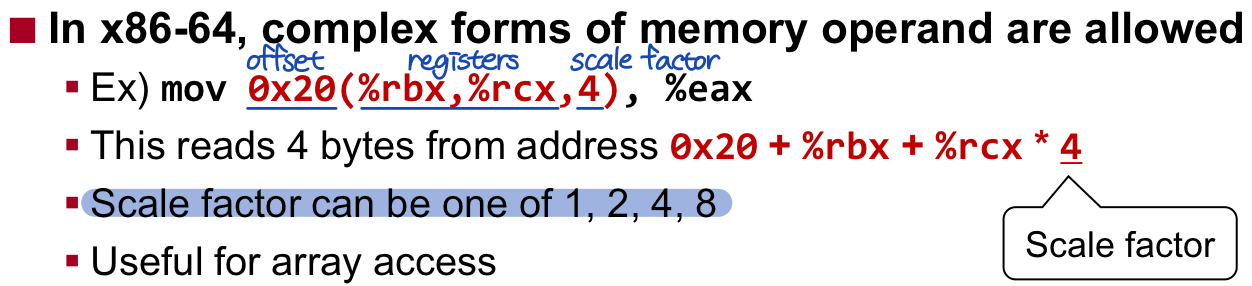 ■ In x86-64, complex forms of memory operand are allowed
offset registers scale factor
▪ Ex) mov 0x20(%rbx,%rcx,4), %eax
▪ This reads 4 bytes from address 0x20 + %rbx + %rcx * 4
▪ Scale factor can be one of 1, 2, 4, 8
Scale factor
▪ Useful for array access